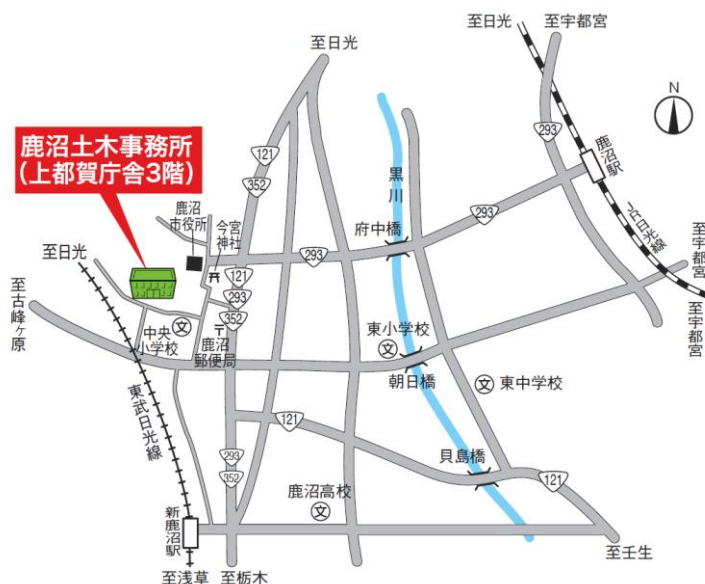 至日光
至宇都宮
至日光
N
293
121
352
鹿沼土木事務所
(上都賀庁舎3階)
黒川
鹿沼駅
鹿沼
市役所
今宮
神社
293
府中橋
293
JR日光線
至宇都宮
至日光
121
293
352
至古峰ヶ原
中央
小学校
文
〒
鹿沼
郵便局
東小学校
文
朝日橋
至宇都宮
東武日光線
121
文
東中学校
貝島橋
293
352
鹿沼高校
文
121
新鹿沼駅
至浅草
至栃木
至壬生